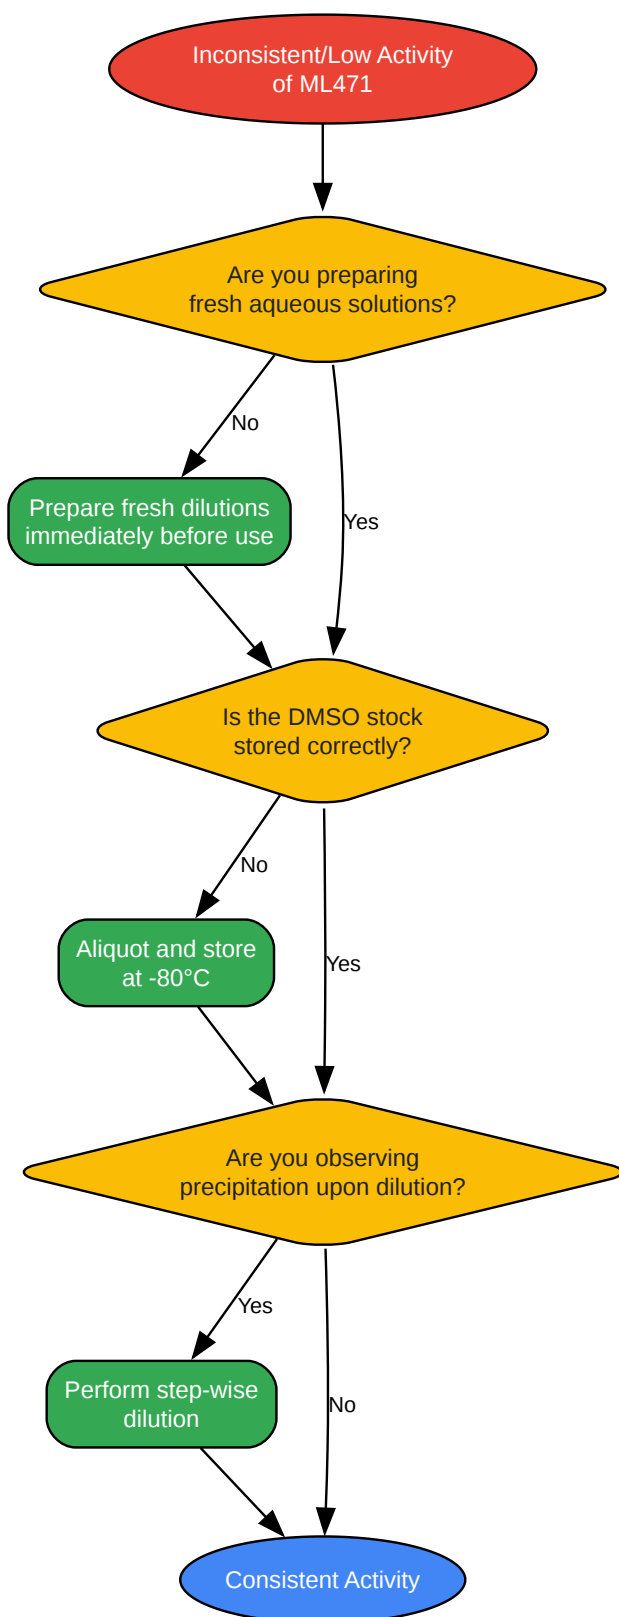 Inconsistent/Low Activity
of ML471
Are you preparing
fresh aqueous solutions?
No
Yes
Prepare fresh dilutions
immediately before use
Is the DMSO stock
stored correctly?
No
Yes
Aliquot and store
at -80°C
Are you observing
precipitation upon dilution?
Yes
No
Perform step-wise
dilution
Consistent Activity